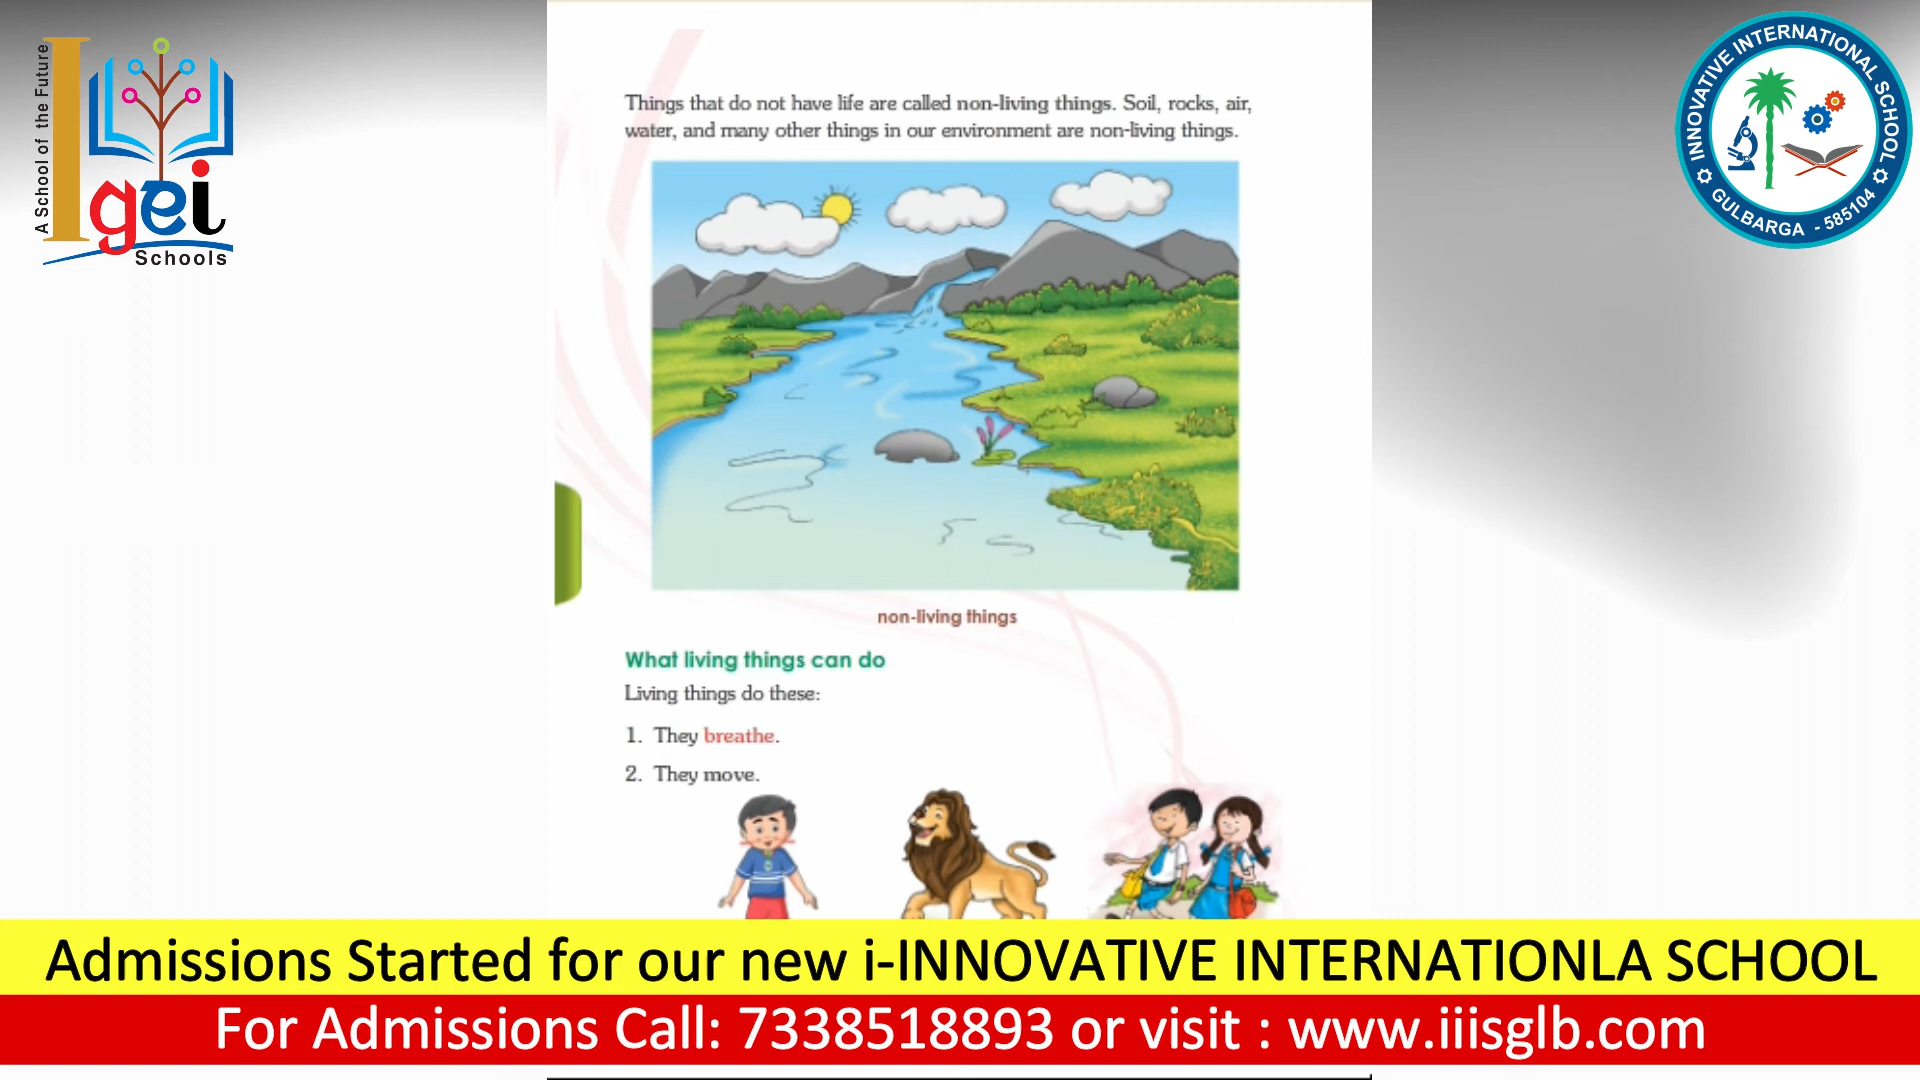 A School of the Future
I
gei
Schools
INNOVATIVE INTERNATIONAL SCHOOL
GULBARGA - 585104
Things that do not have life are called non-living things. Soil, rocks, air,
water, and many other things in our environment are non-living things.
non-living things
What living things can do
Living things do these:
1. They breathe.
2. They move.
Admissions Started for our new i-INNOVATIVE INTERNATIONLA SCHOOL
For Admissions Call: 7338518893 or visit : www.iiisglb.com